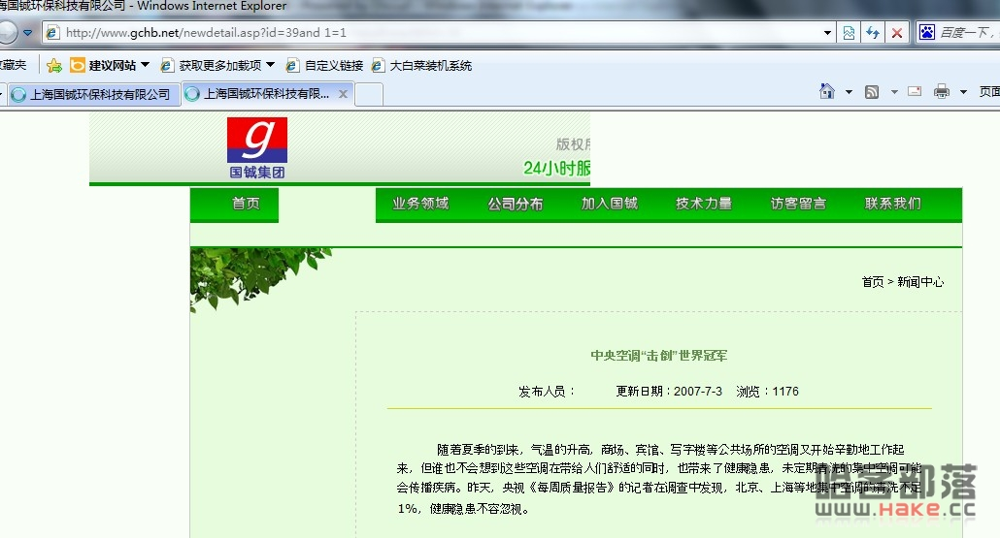 海国铖环保科技有限公司 - Windows Internet Explorer
http://www.gchb.net/newdetail.asp?id=39and 1=1
百度一下,
收藏夹 建议网站 获取更多加载项 自定义链接 大白菜装机系统
上海国铖环保科技有限公司 上海国铖环保科技有限... 页面
g
国铖集团
版权所
24小时服
首页 业务领域 公司分布 加入国铖 技术力量 访客留言 联系我们
首页 > 新闻中心
中央空调“击倒”世界冠军
发布人员: 更新日期:2007-7-3 浏览:1176
随着夏季的到来,气温的升高,商场、宾馆、写字楼等公共场所的空调又开始辛勤地工作起
来,但谁也不会想到这些空调在带给人们舒适的同时,也带来了健康隐患,未定期清洗的集中空调可能
会传播疾病。昨天,央视《每周质量报告》的记者在调查中发现,北京、上海等地集中空调的清洗不足
1%,健康隐患不容忽视。
黑客部落
www.HAKE.cc